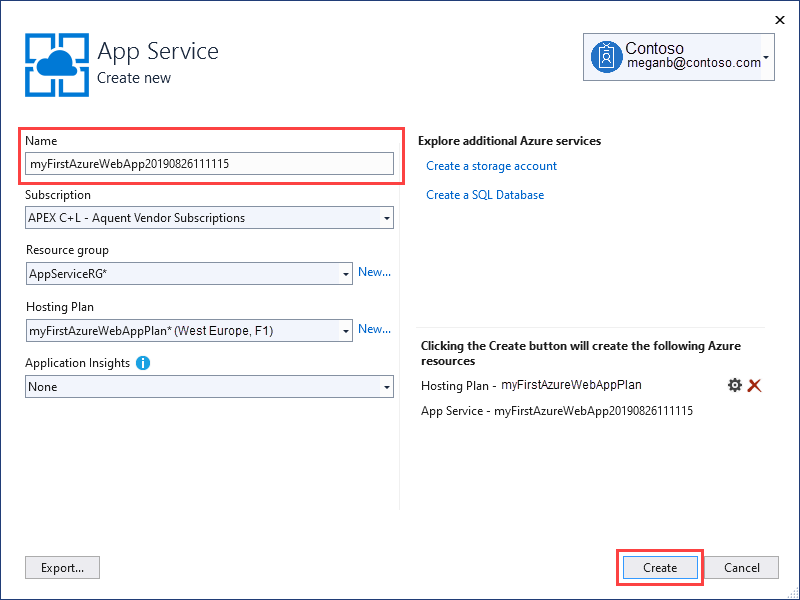 App Service
Create new
Contoso
meganb@contoso.com
Name
myFirstAzureWebApp20190826111115
Subscription
APEX C+L - Aquent Vendor Subscriptions
Resource group
AppServiceRG*
New...
Hosting Plan
myFirstAzureWebAppPlan* (West Europe, F1)
New...
Application Insights
None
Explore additional Azure services
Create a storage account
Create a SQL Database
Clicking the Create button will create the following Azure
resources
Hosting Plan - myFirstAzureWebAppPlan
App Service - myFirstAzureWebApp20190826111115
Export...
Create
Cancel